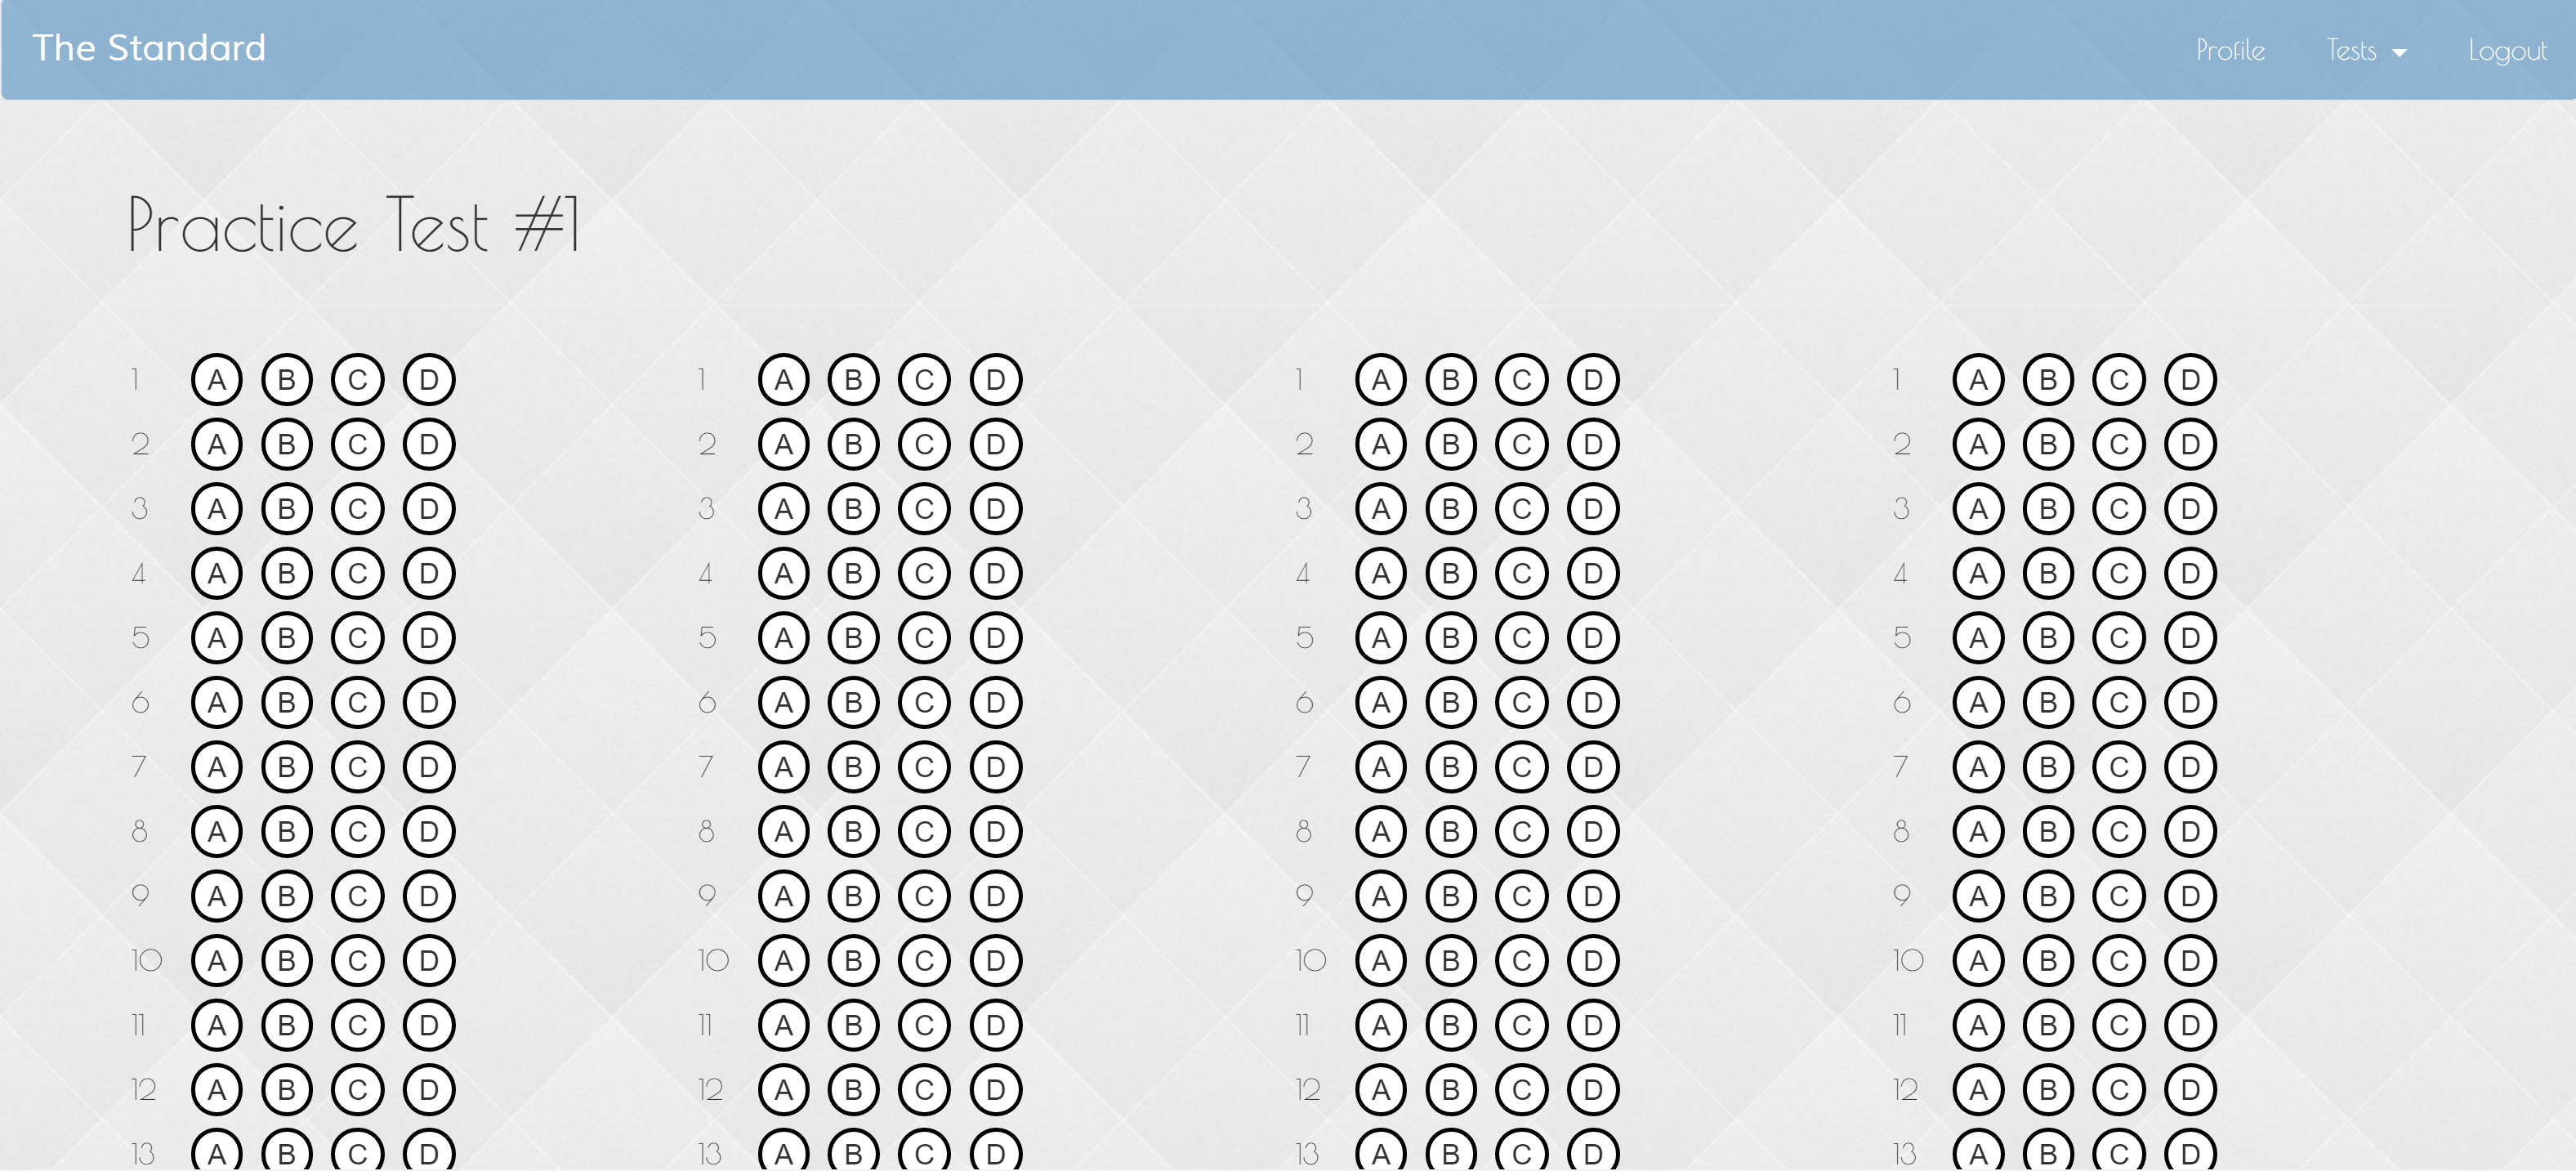 The Standard Profile Tests Logout
Practice Test #1
1 A B C D 1 A B C D 1 A B C D 1 A B C D
2 A B C D 2 A B C D 2 A B C D 2 A B C D
3 A B C D 3 A B C D 3 A B C D 3 A B C D
4 A B C D 4 A B C D 4 A B C D 4 A B C D
5 A B C D 5 A B C D 5 A B C D 5 A B C D
6 A B C D 6 A B C D 6 A B C D 6 A B C D
7 A B C D 7 A B C D 7 A B C D 7 A B C D
8 A B C D 8 A B C D 8 A B C D 8 A B C D
9 A B C D 9 A B C D 9 A B C D 9 A B C D
10 A B C D 10 A B C D 10 A B C D 10 A B C D
11 A B C D 11 A B C D 11 A B C D 11 A B C D
12 A B C D 12 A B C D 12 A B C D 12 A B C D
13 A B C D 13 A B C D 13 A B C D 13 A B C D